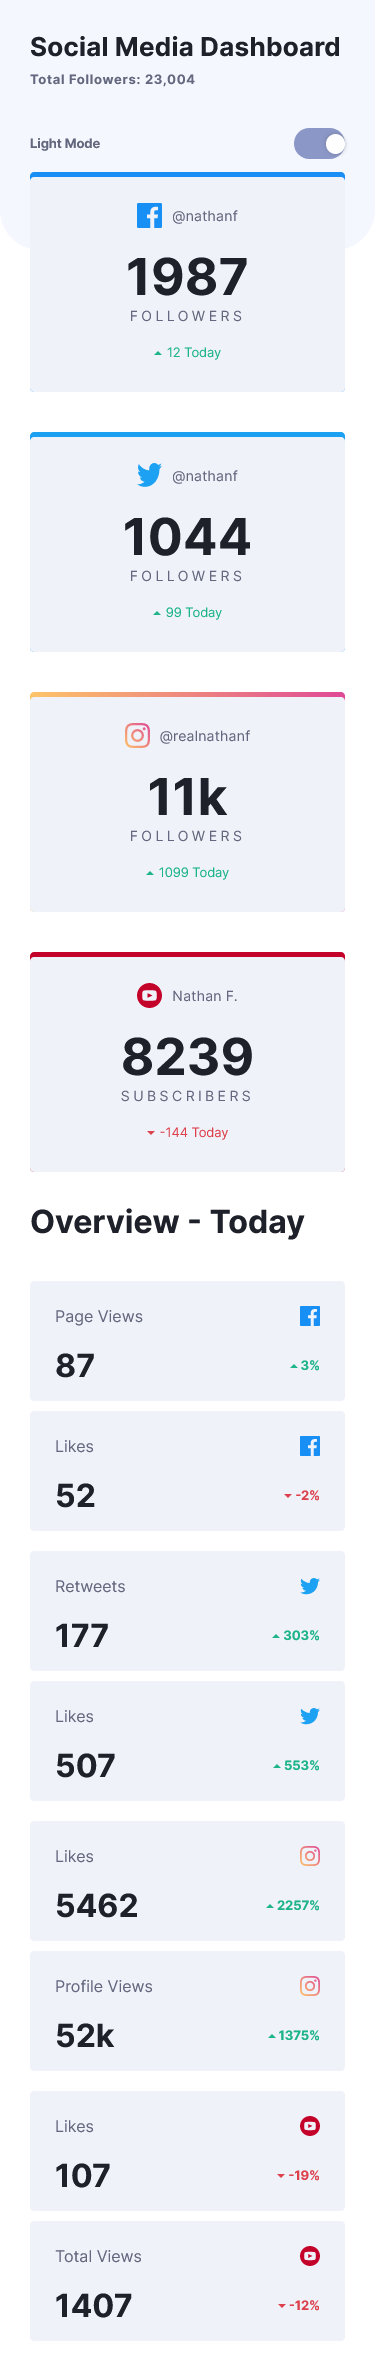 Social Media Dashboard
Total Followers: 23,004
Light Mode
@nathanf
1987
FOLLOWERS
12 Today
@nathanf
1044
FOLLOWERS
99 Today
@realnathanf
11k
FOLLOWERS
1099 Today
Nathan F.
8239
SUBSCRIBERS
-144 Today
Overview - Today
Page Views
87
3%
Likes
52
-2%
Retweets
177
303%
Likes
507
553%
Likes
5462
2257%
Profile Views
52k
1375%
Likes
107
-19%
Total Views
1407
-12%